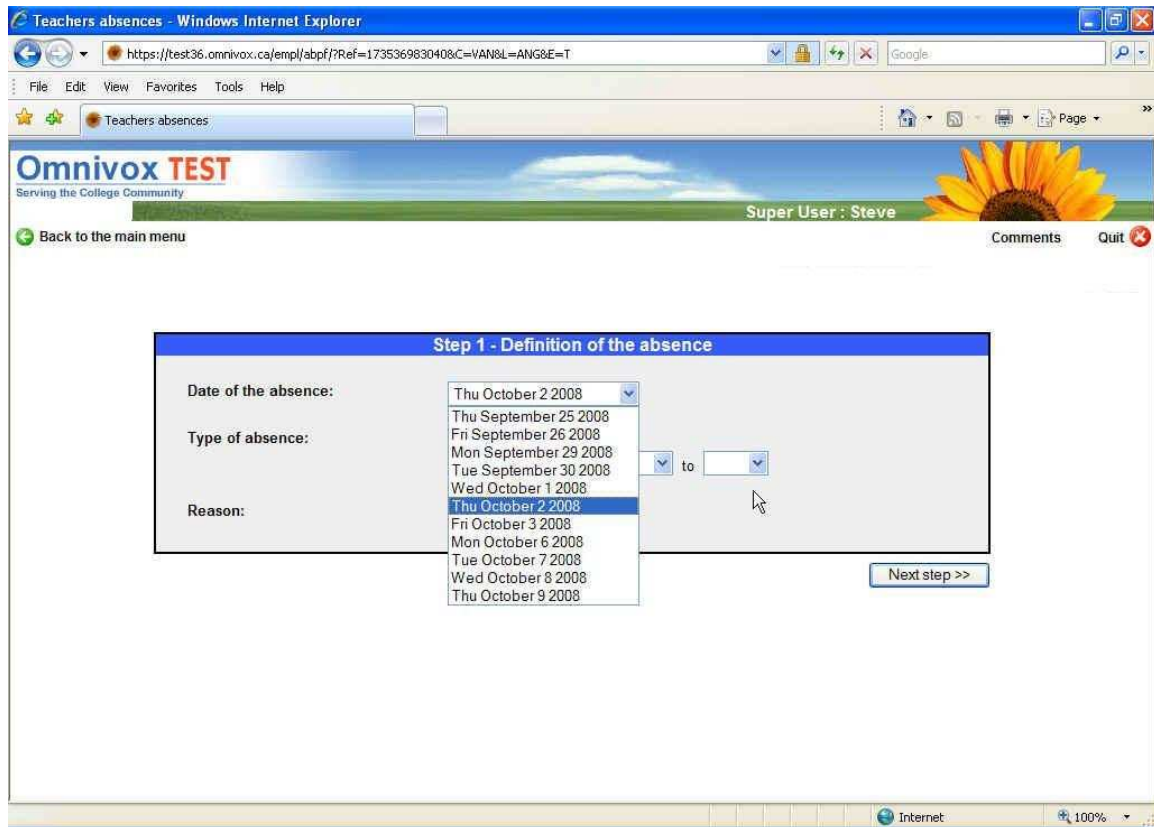 Teachers absences - Windows Internet Explorer
https://test36.omnivox.ca/empl/abpf/?Ref=1735369830408&C=VAN&L=ANG&E=T
Google
File Edit View Favorites Tools Help
Teachers absences
Page
Omnivox TEST
Serving the College Community
Super User : Steve
Back to the main menu
Comments Quit
Step 1 - Definition of the absence
Date of the absence:
Thu October 2 2008
Thu September 25 2008
Fri September 26 2008
Mon September 29 2008
Tue September 30 2008
Wed October 1 2008
Thu October 2 2008
Fri October 3 2008
Mon October 6 2008
Tue October 7 2008
Wed October 8 2008
Thu October 9 2008
Type of absence:
to
Reason:
Next step >>
Internet 100%